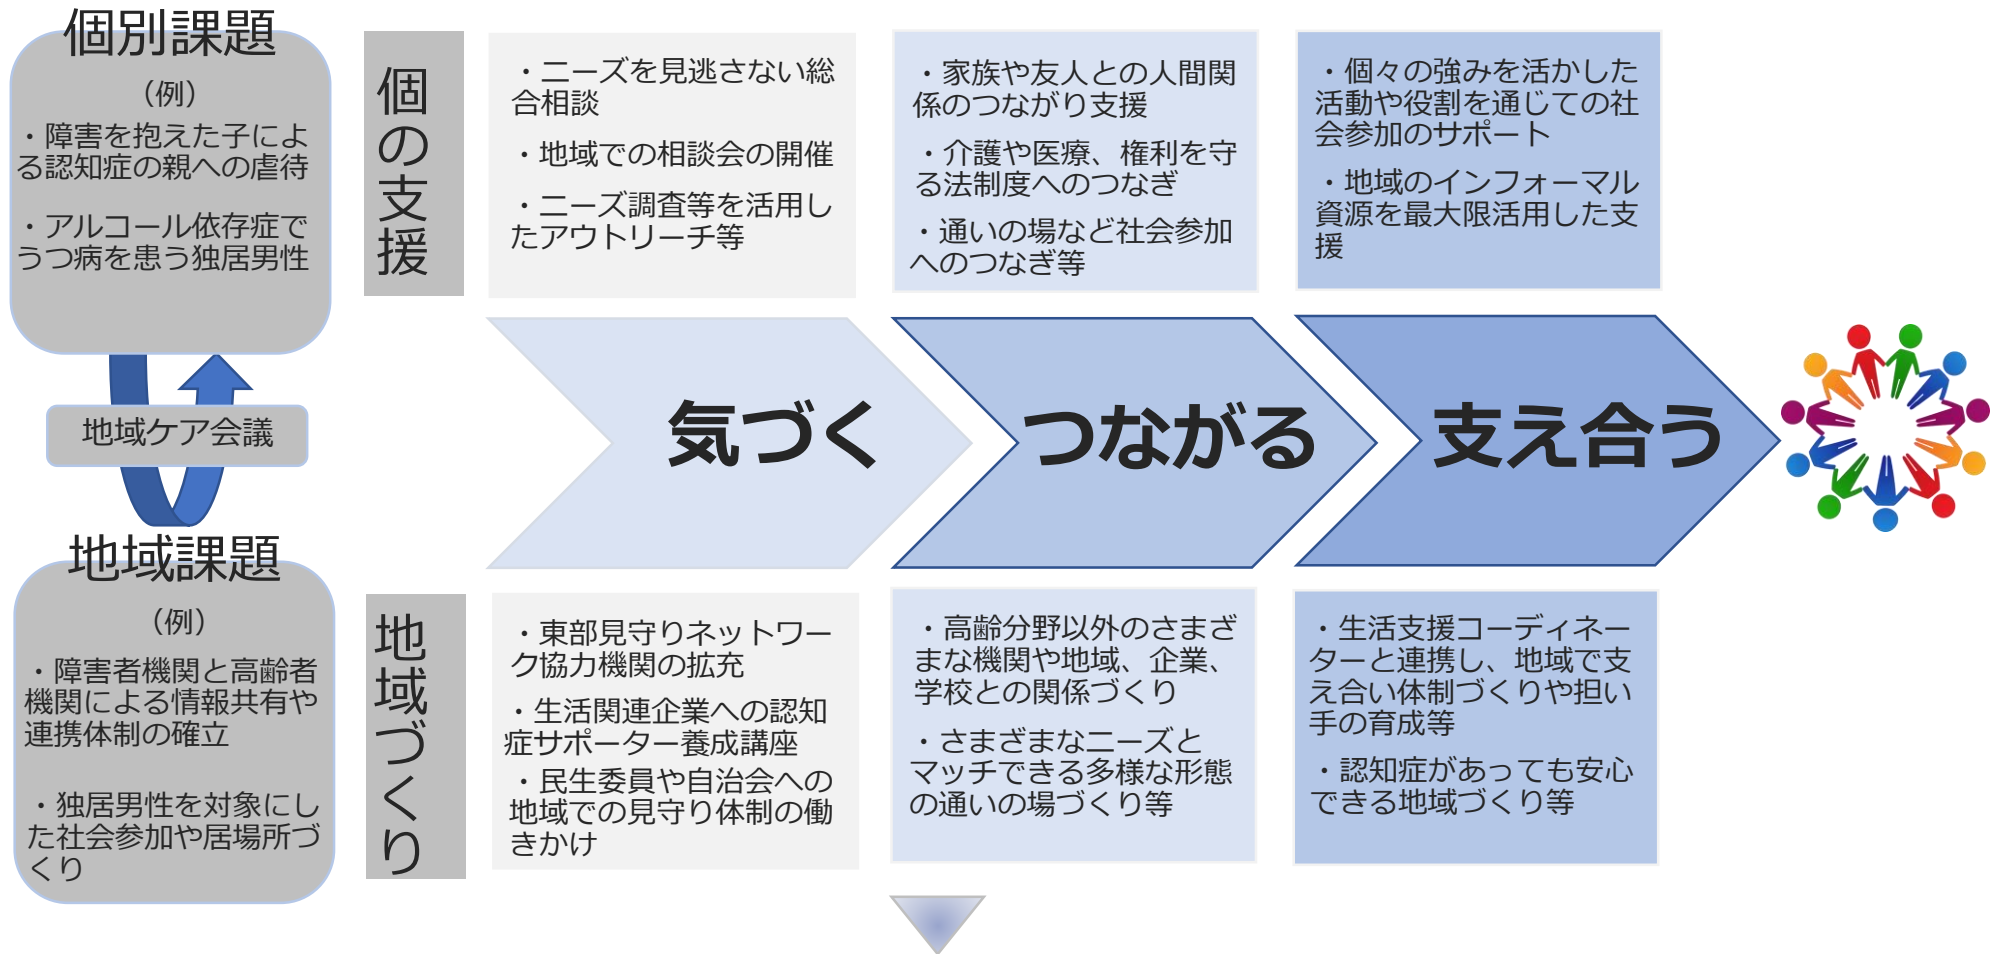 個別課題
（例）
・障害を抱えた子によ
る認知症の親への虐待
・アルコール依存症で
うつ病を患う独居男性
地域ケア会議
地域課題
（例）
・障害者機関と高齢者
機関による情報共有や
連携体制の確立
・独居男性を対象にし
た社会参加や居場所づ
くり
個の支援
・ニーズを見逃さない総
合相談
・地域での相談会の開催
・ニーズ調査等を活用し
たアウトリーチ等
・家族や友人との人間関
係のつながり支援
・介護や医療、権利を守
る法制度へのつなぎ
・通いの場など社会参加
へのつなぎ等
・個々の強みを活かした
活動や役割を通じての社
会参加のサポート
・地域のインフォーマル
資源を最大限活用した支
援
気づく
つながる
支え合う
地域づくり
・東部見守りネットワー
ク協力機関の拡充
・生活関連企業への認知
症サポーター養成講座
・民生委員や自治会への
地域での見守り体制の働
きかけ
・高齢分野以外のさまざ
まな機関や地域、企業、
学校との関係づくり
・さまざまなニーズと
マッチできる多様な形態
の通いの場づくり等
・生活支援コーディネー
ターと連携し、地域で支
え合い体制づくりや担い
手の育成等
・認知症があっても安心
できる地域づくり等